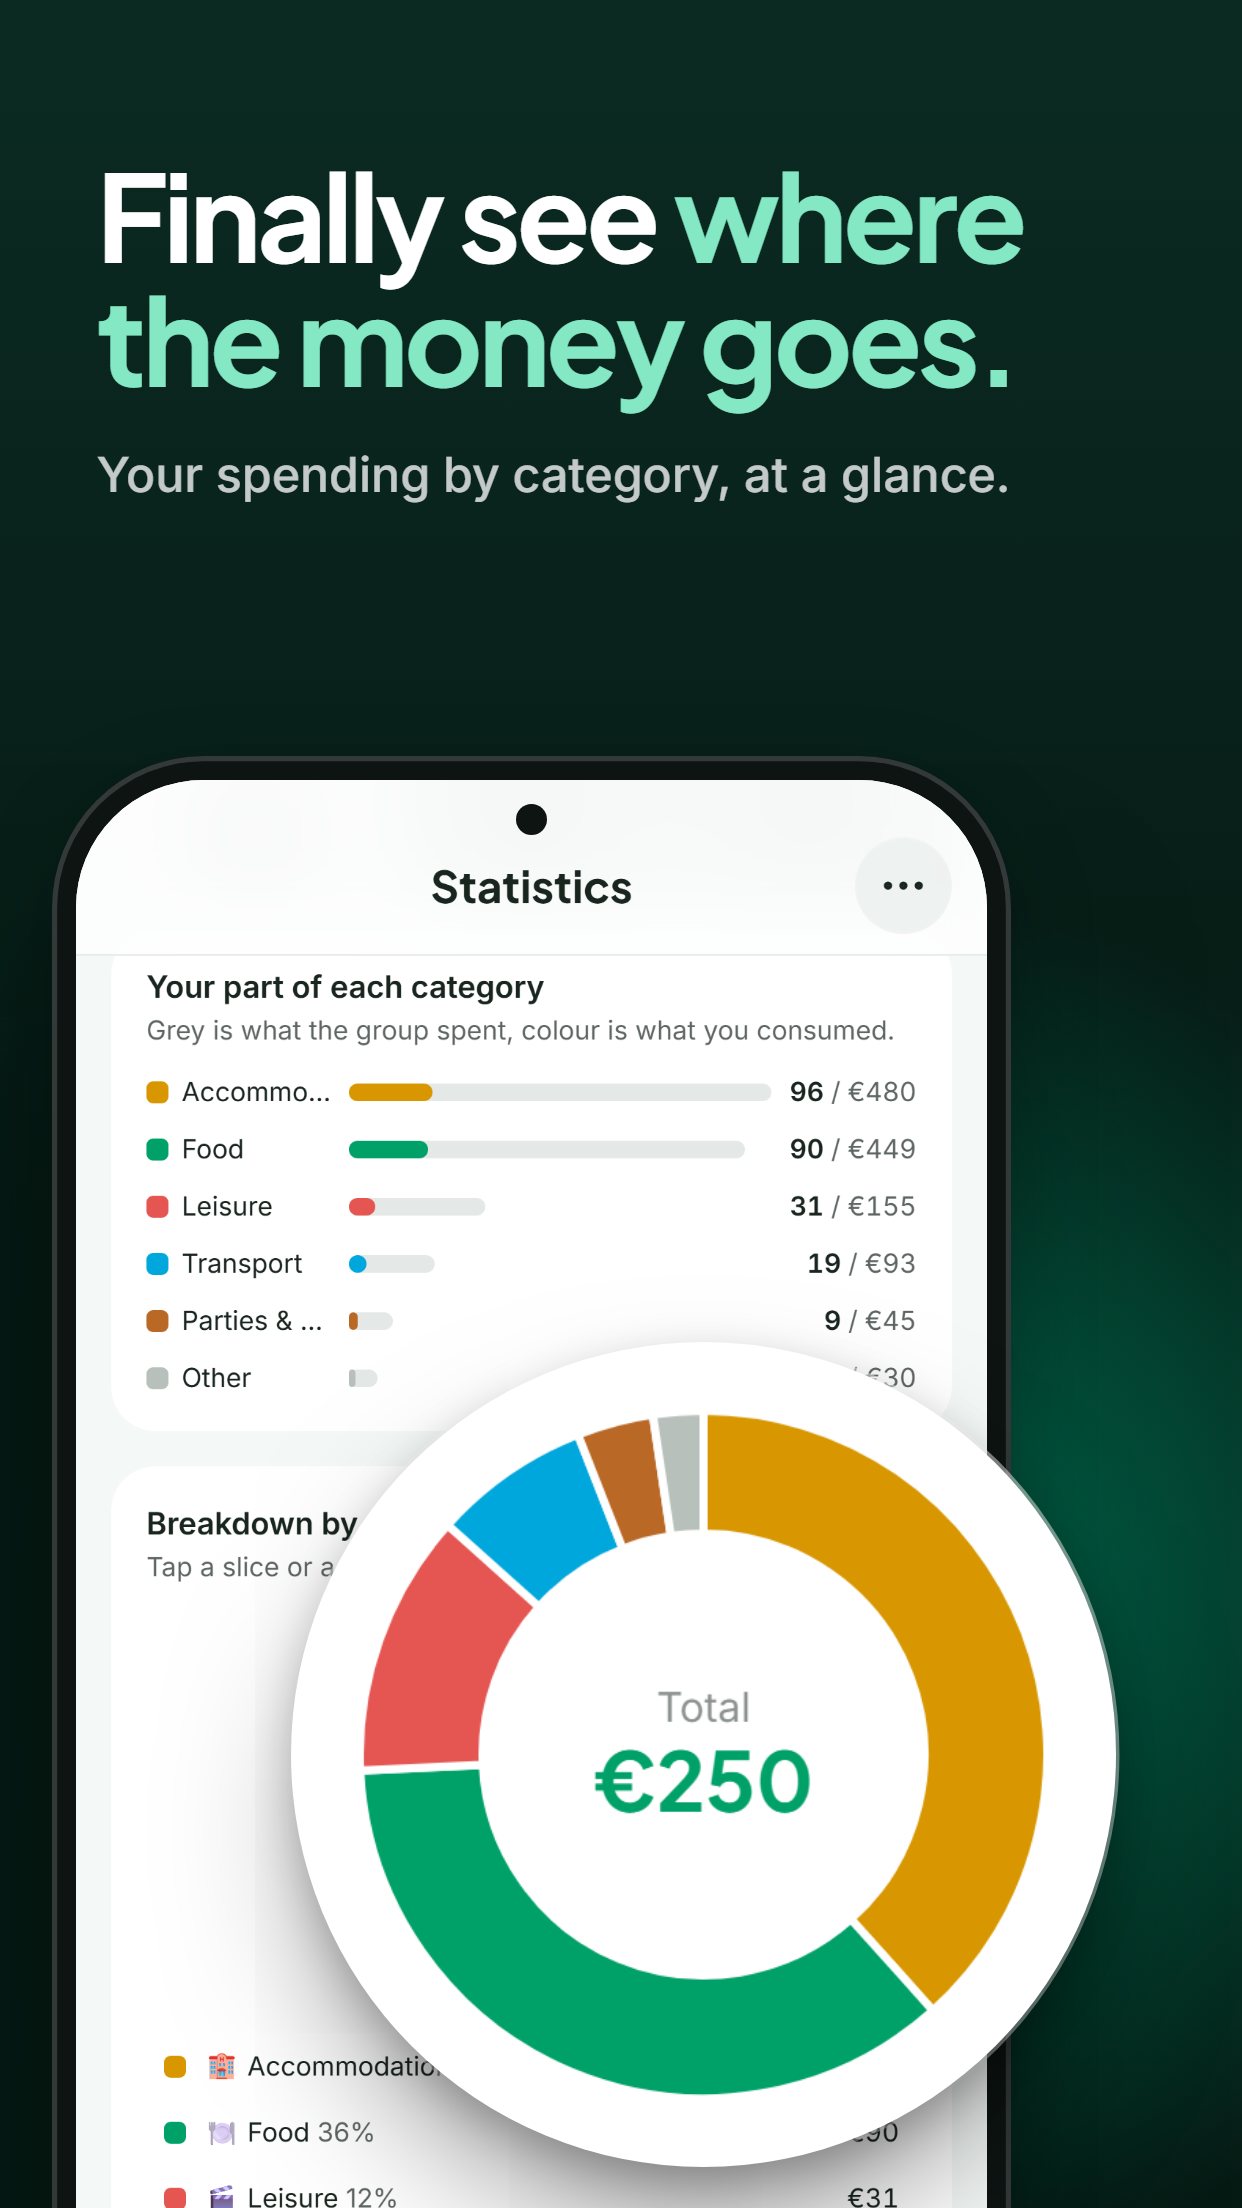 Finally see where
the money goes.
Your spending by category, at a glance.
Statistics
Your part of each category
Grey is what the group spent, colour is what you consumed.
Accommo... 96 / €480
Food 90 / €449
Leisure 31 / €155
Transport 19 / €93
Parties & ... 9 / €45
Other / €30
Breakdown by
Tap a slice or a
Total
€250
Accommodation
Food 36% €90
Leisure 12% €31